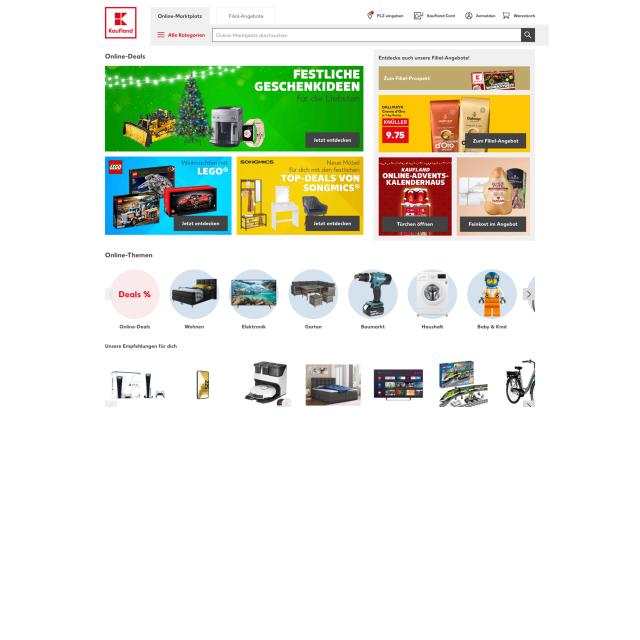 Kaufland
Online-Marktplatz
Filial-Angebote
PLZ eingeben
Kaufland Card
Anmelden
Warenkorb
Alle Kategorien
Online-Marktplatz durchsuchen
Online-Deals
FESTLICHE
GESCHENKIDEEN
für die Liebsten
Jetzt entdecken
LEGO
Weihnachten mit
LEGO®
Jetzt entdecken
SONGMICS
Neue Möbel
für dich mit den festlichen
TOP-DEALS VON
SONGMICS®
Jetzt entdecken
Entdecke auch unsere Filial-Angebote!
Zum Filial-Prospekt
DALLMAYR
Crema d'Oro
KNÜLLER
9.75
d'Oro
Zum Filial-Angebot
KAUFLAND
ONLINE-ADVENTS-
KALENDERHAUS
Türchen öffnen
Feinkost im Angebot
Online-Themen
Deals %
Online-Deals
Wohnen
Elektronik
Garten
Baumarkt
Haushalt
Baby & Kind
Unsere Empfehlungen für dich